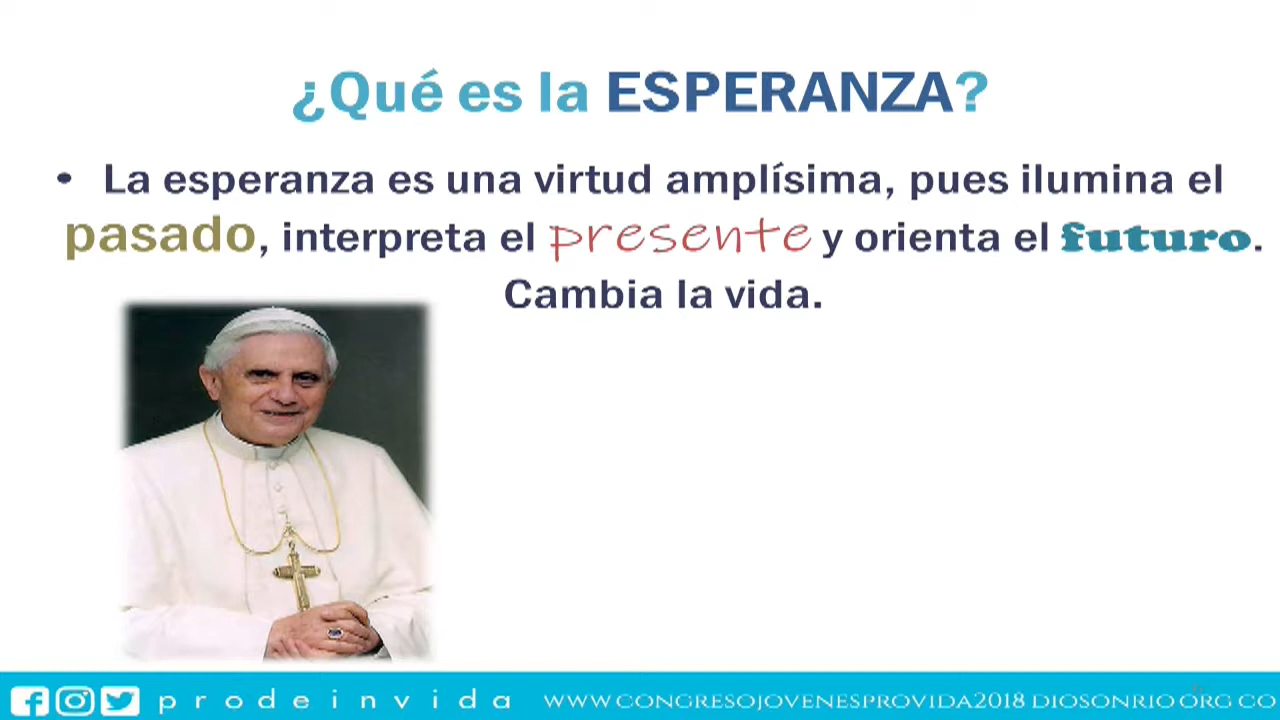 ¿Qué es la ESPERANZA?
• La esperanza es una virtud amplísima, pues ilumina el
pasado, interpreta el presente y orienta el futuro.
Cambia la vida.
prodeinvida WWW.CONGRESOJOVENESPROVIDA2018 DIOSONRIO ORG CO